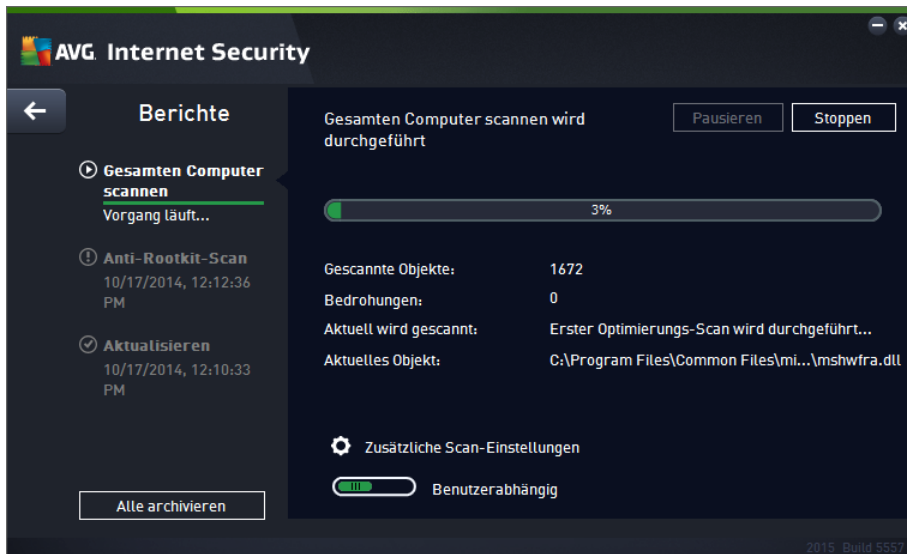 AVG. Internet Security
Berichte
Gesamten Computer
scannen
Vorgang läuft...
Anti-Rootkit-Scan
10/17/2014, 12:12:36
PM
Aktualisieren
10/17/2014, 12:10:33
PM
Alle archivieren
Gesamten Computer scannen wird
durchgeführt
Pausieren
Stoppen
3%
Gescannte Objekte: 1672
Bedrohungen: 0
Aktuell wird gescannt: Erster Optimierungs-Scan wird durchgeführt...
Aktuelles Objekt: C:\Program Files\Common Files\mi...\mshwfra.dll
Zusätzliche Scan-Einstellungen
Benutzerabhängig
2015 Build 5557